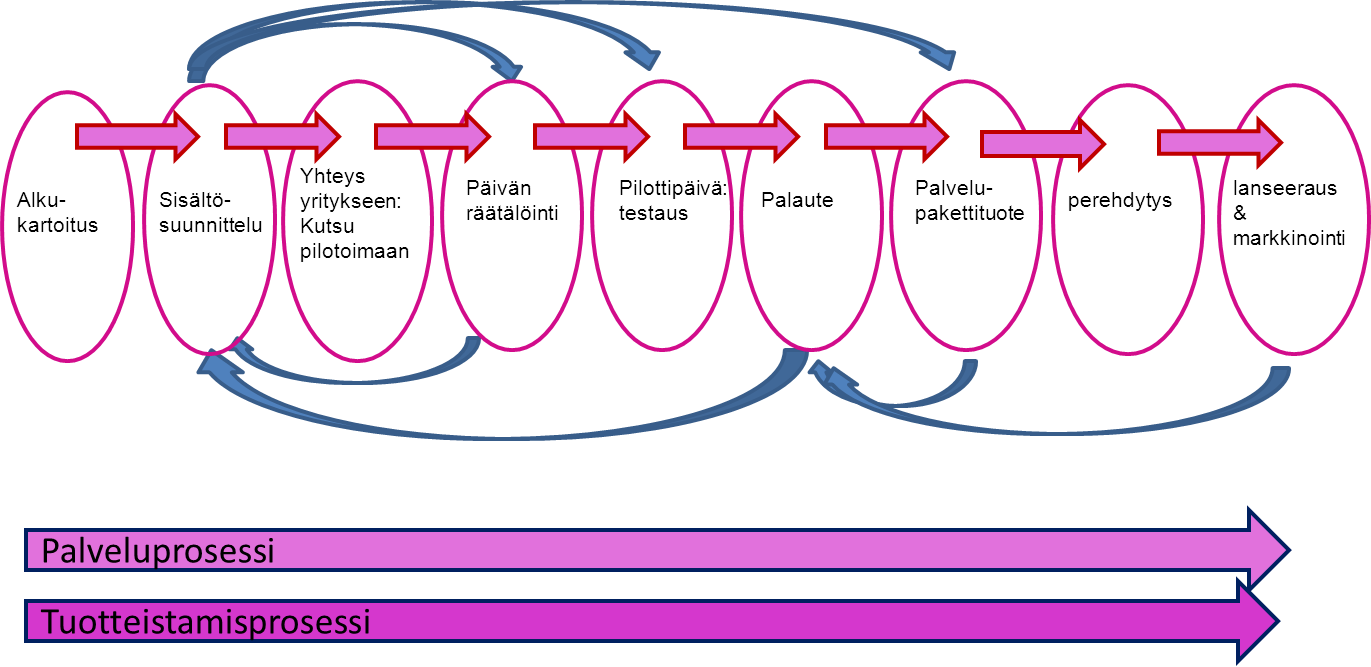 Alku-
kartoitus
Sisältö-
suunnittelu
Yhteys
yritykseen:
Kutsu
pilotoimaan
Päivän
räätälöinti
Pilottipäivä:
testaus
Palaute
Palvelu-
pakettituote
perehdytys
lanseeraus
&
markkinointi
Palveluprosessi
Tuotteistamisprosessi